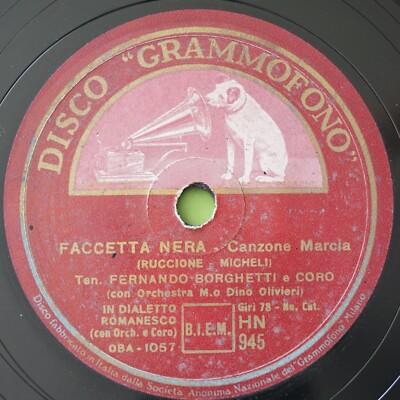 DISCO "GRAMMOFONO"
FACCETTA NERA - Canzone Marcia
(RUCCIONE - MICHELI)
Ten. FERNANDO BORGHETTI e CORO
(con Orchestra M.o Dino Olivieri)
IN DIALETTO
ROMANESCO
(con Orch. e Coro)
OBA - 1057
B.I.E.M.
Giri 78 - Nu. Cat.
HN
945
Disco fabbricato in Italia dalla Società Anonima Nazionale del "Grammofono" Milano